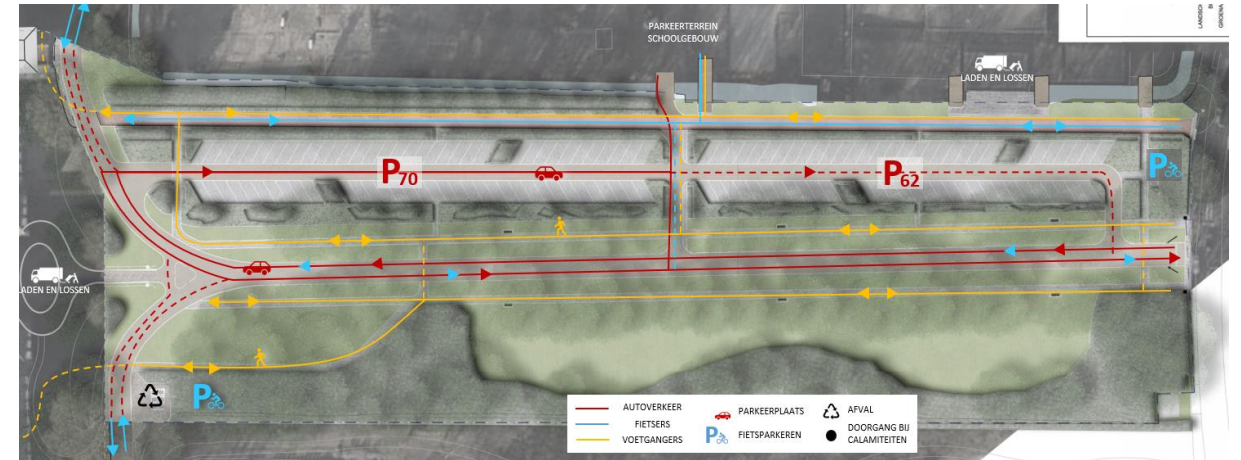 PARKEERTERREIN
SCHOOLGEBOUW
LADEN EN LOSSEN
P70
P62
P
LADEN EN LOSSEN
P
AUTOVERKEER
FIETSERS
VOETGANGERS
PARKEERPLAATS
P
FIETSPARKEREN
AFVAL
DOORGANG BIJ
CALAMITEITEN